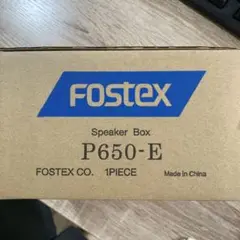 FOSTEX
Speaker Box
P650-E
FOSTEX CO. 1PIECE Made in China